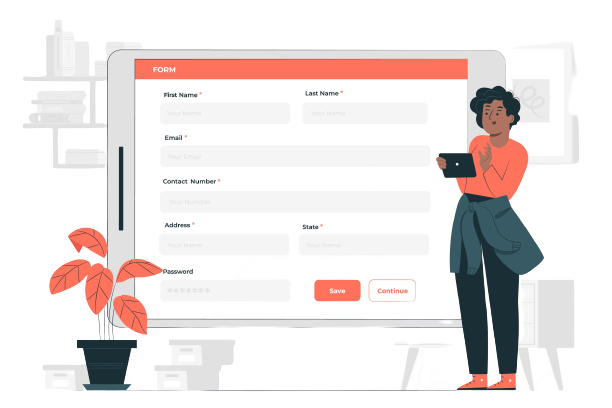 FORM
First Name *
Last Name *
Your Name
Your Name
Email *
Your Email
Contact Number *
Your Number
Address *
State *
Your Name
Your Name
Password
*******
Save
Continue